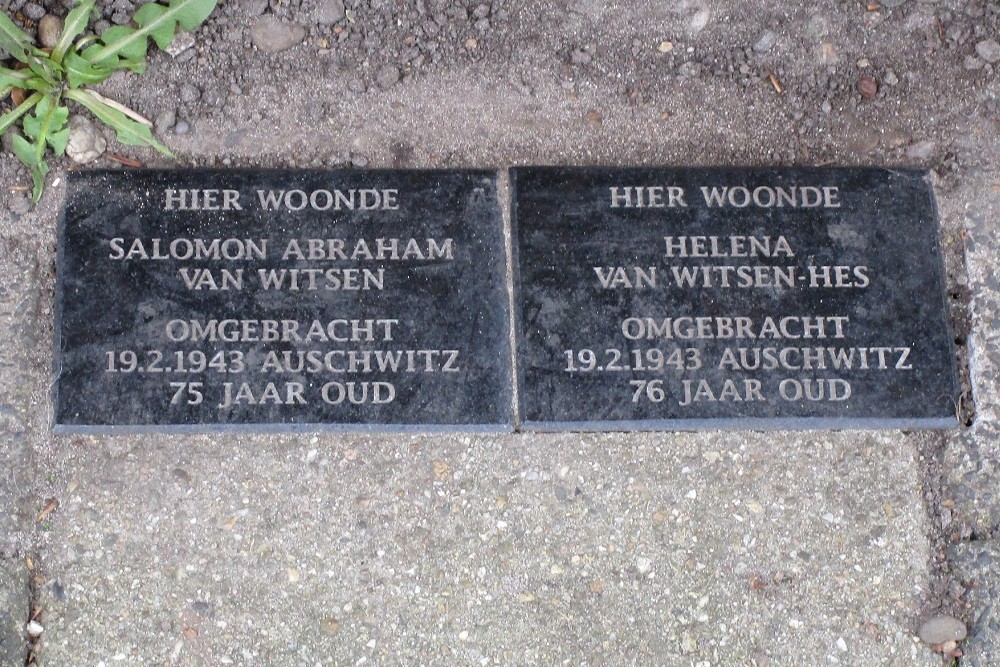 HIER WOONDE
SALOMON ABRAHAM
VAN WITSEN
OMGEBRACHT
19.2.1943 AUSCHWITZ
75 JAAR OUD
HIER WOONDE
HELENA
VAN WITSEN-HES
OMGEBRACHT
19.2.1943 AUSCHWITZ
76 JAAR OUD